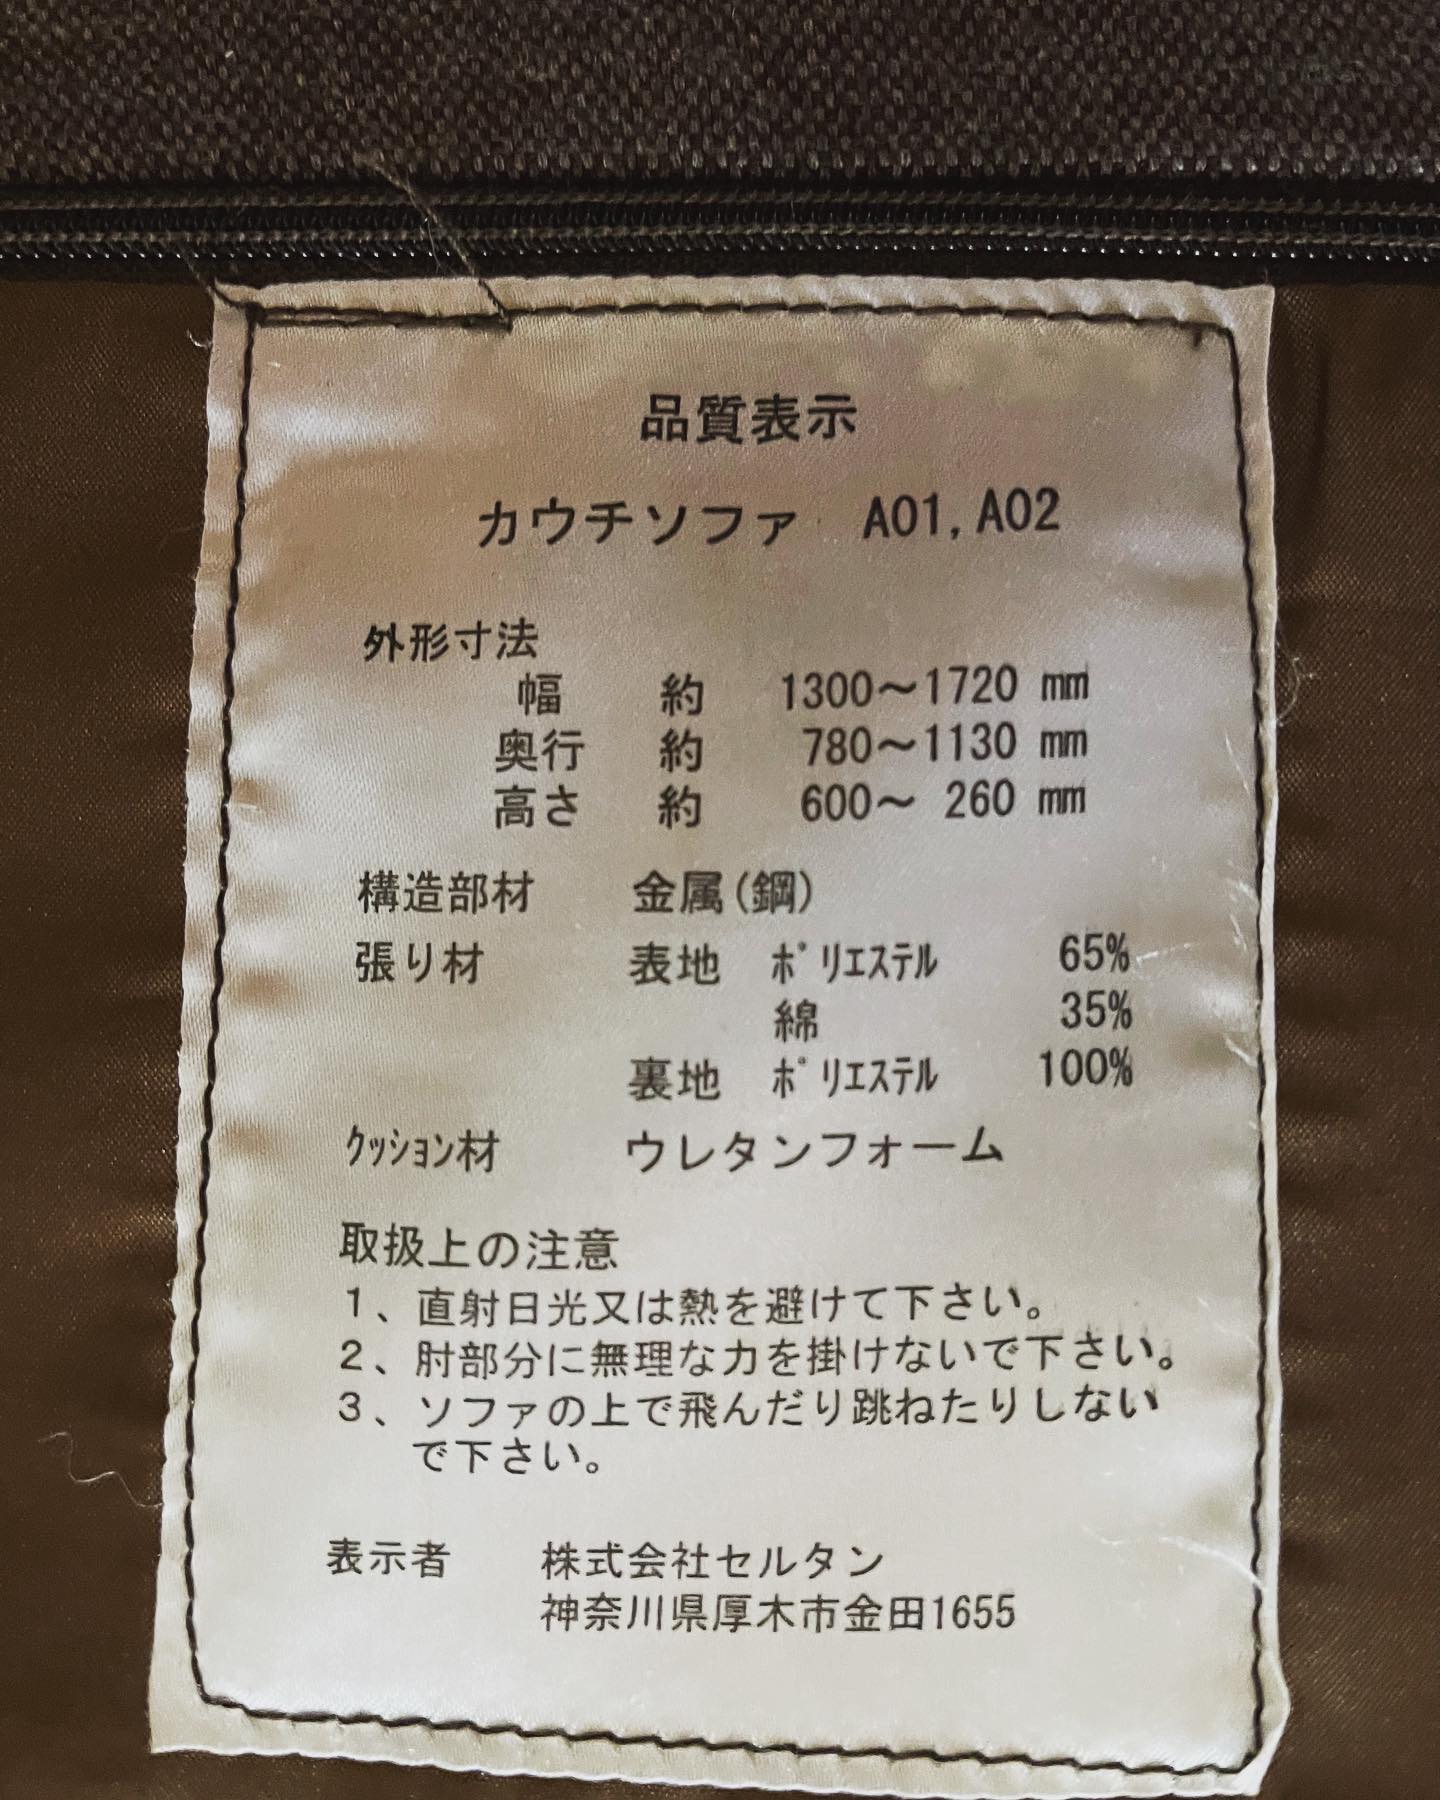 品質表示
カウチソファ A01,A02
外形寸法
幅 約 1300～1720 mm
奥行 約 780～1130 mm
高さ 約 600～ 260 mm
構造部材 金属(鋼)
張り材 表地 ﾎﾟﾘｴｽﾃﾙ 65%
綿 35%
裏地 ﾎﾟﾘｴｽﾃﾙ 100%
ｸｯｼｮﾝ材 ウレタンフォーム
取扱上の注意
1、直射日光又は熱を避けて下さい。
2、肘部分に無理な力を掛けないで下さい。
3、ソファの上で飛んだり跳ねたりしない
で下さい。
表示者 株式会社セルタン
神奈川県厚木市金田1655